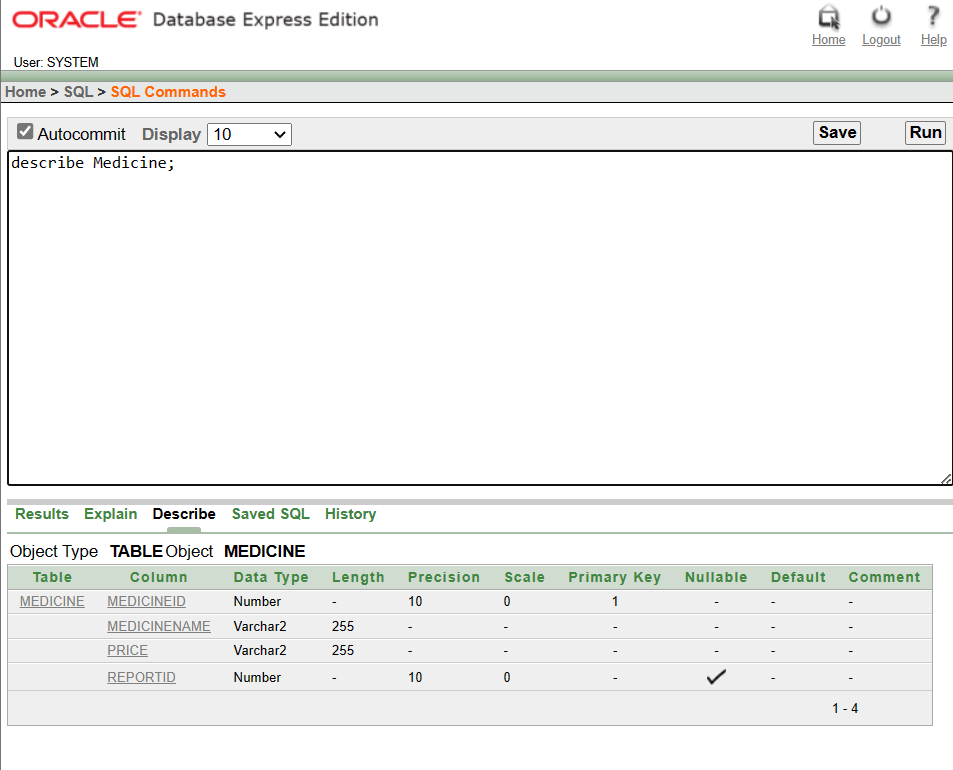 ORACLE Database Express Edition
Home Logout Help
User: SYSTEM
Home > SQL > SQL Commands
Autocommit Display 10 Save Run
describe Medicine;
Results Explain Describe Saved SQL History
Object Type TABLE Object MEDICINE
Table Column Data Type Length Precision Scale Primary Key Nullable Default Comment
MEDICINE MEDICINEID Number - 10 0 1 - - -
MEDICINENAME Varchar2 255 - - - - - -
PRICE Varchar2 255 - - - - - -
REPORTID Number - 10 0 - - -
1 - 4